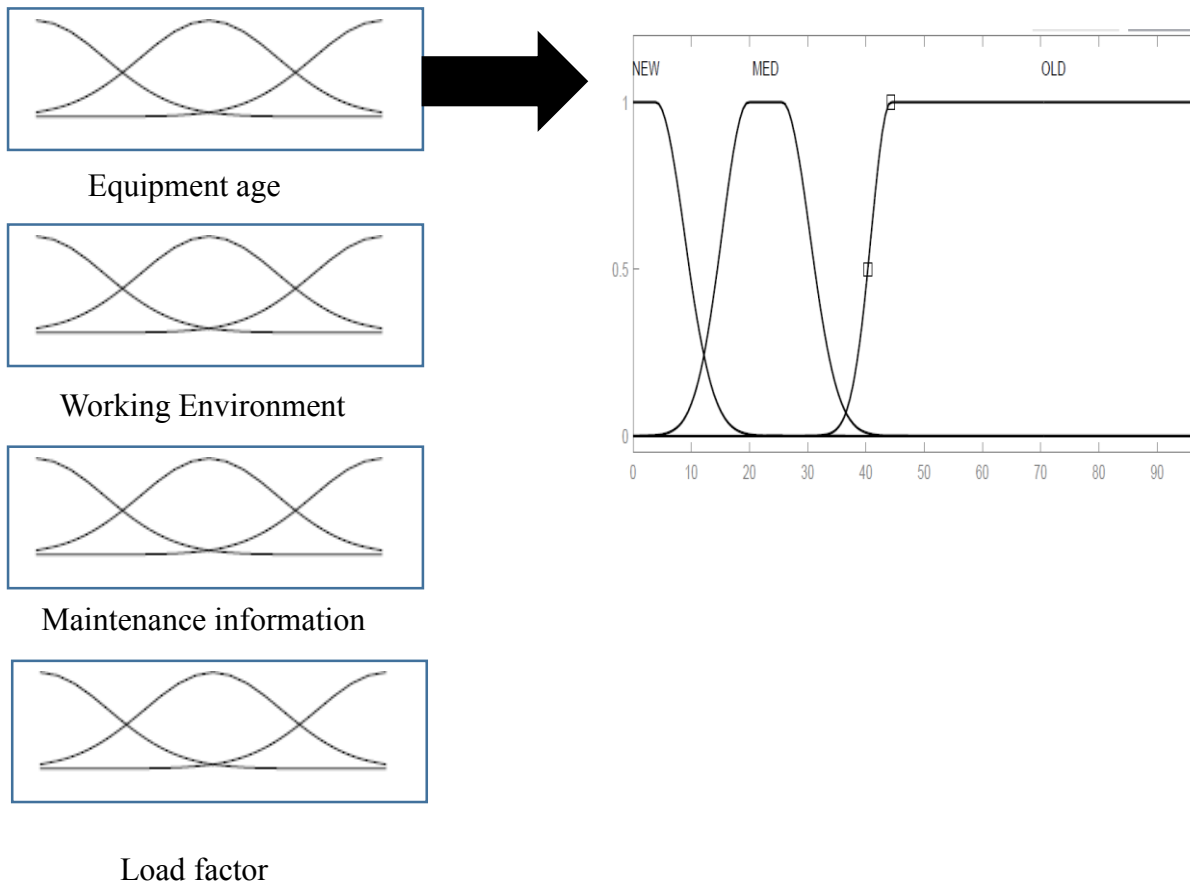 Equipment age
Working Environment
Maintenance information
Load factor
NEW MED OLD
1
0.5
0
0 10 20 30 40 50 60 70 80 90